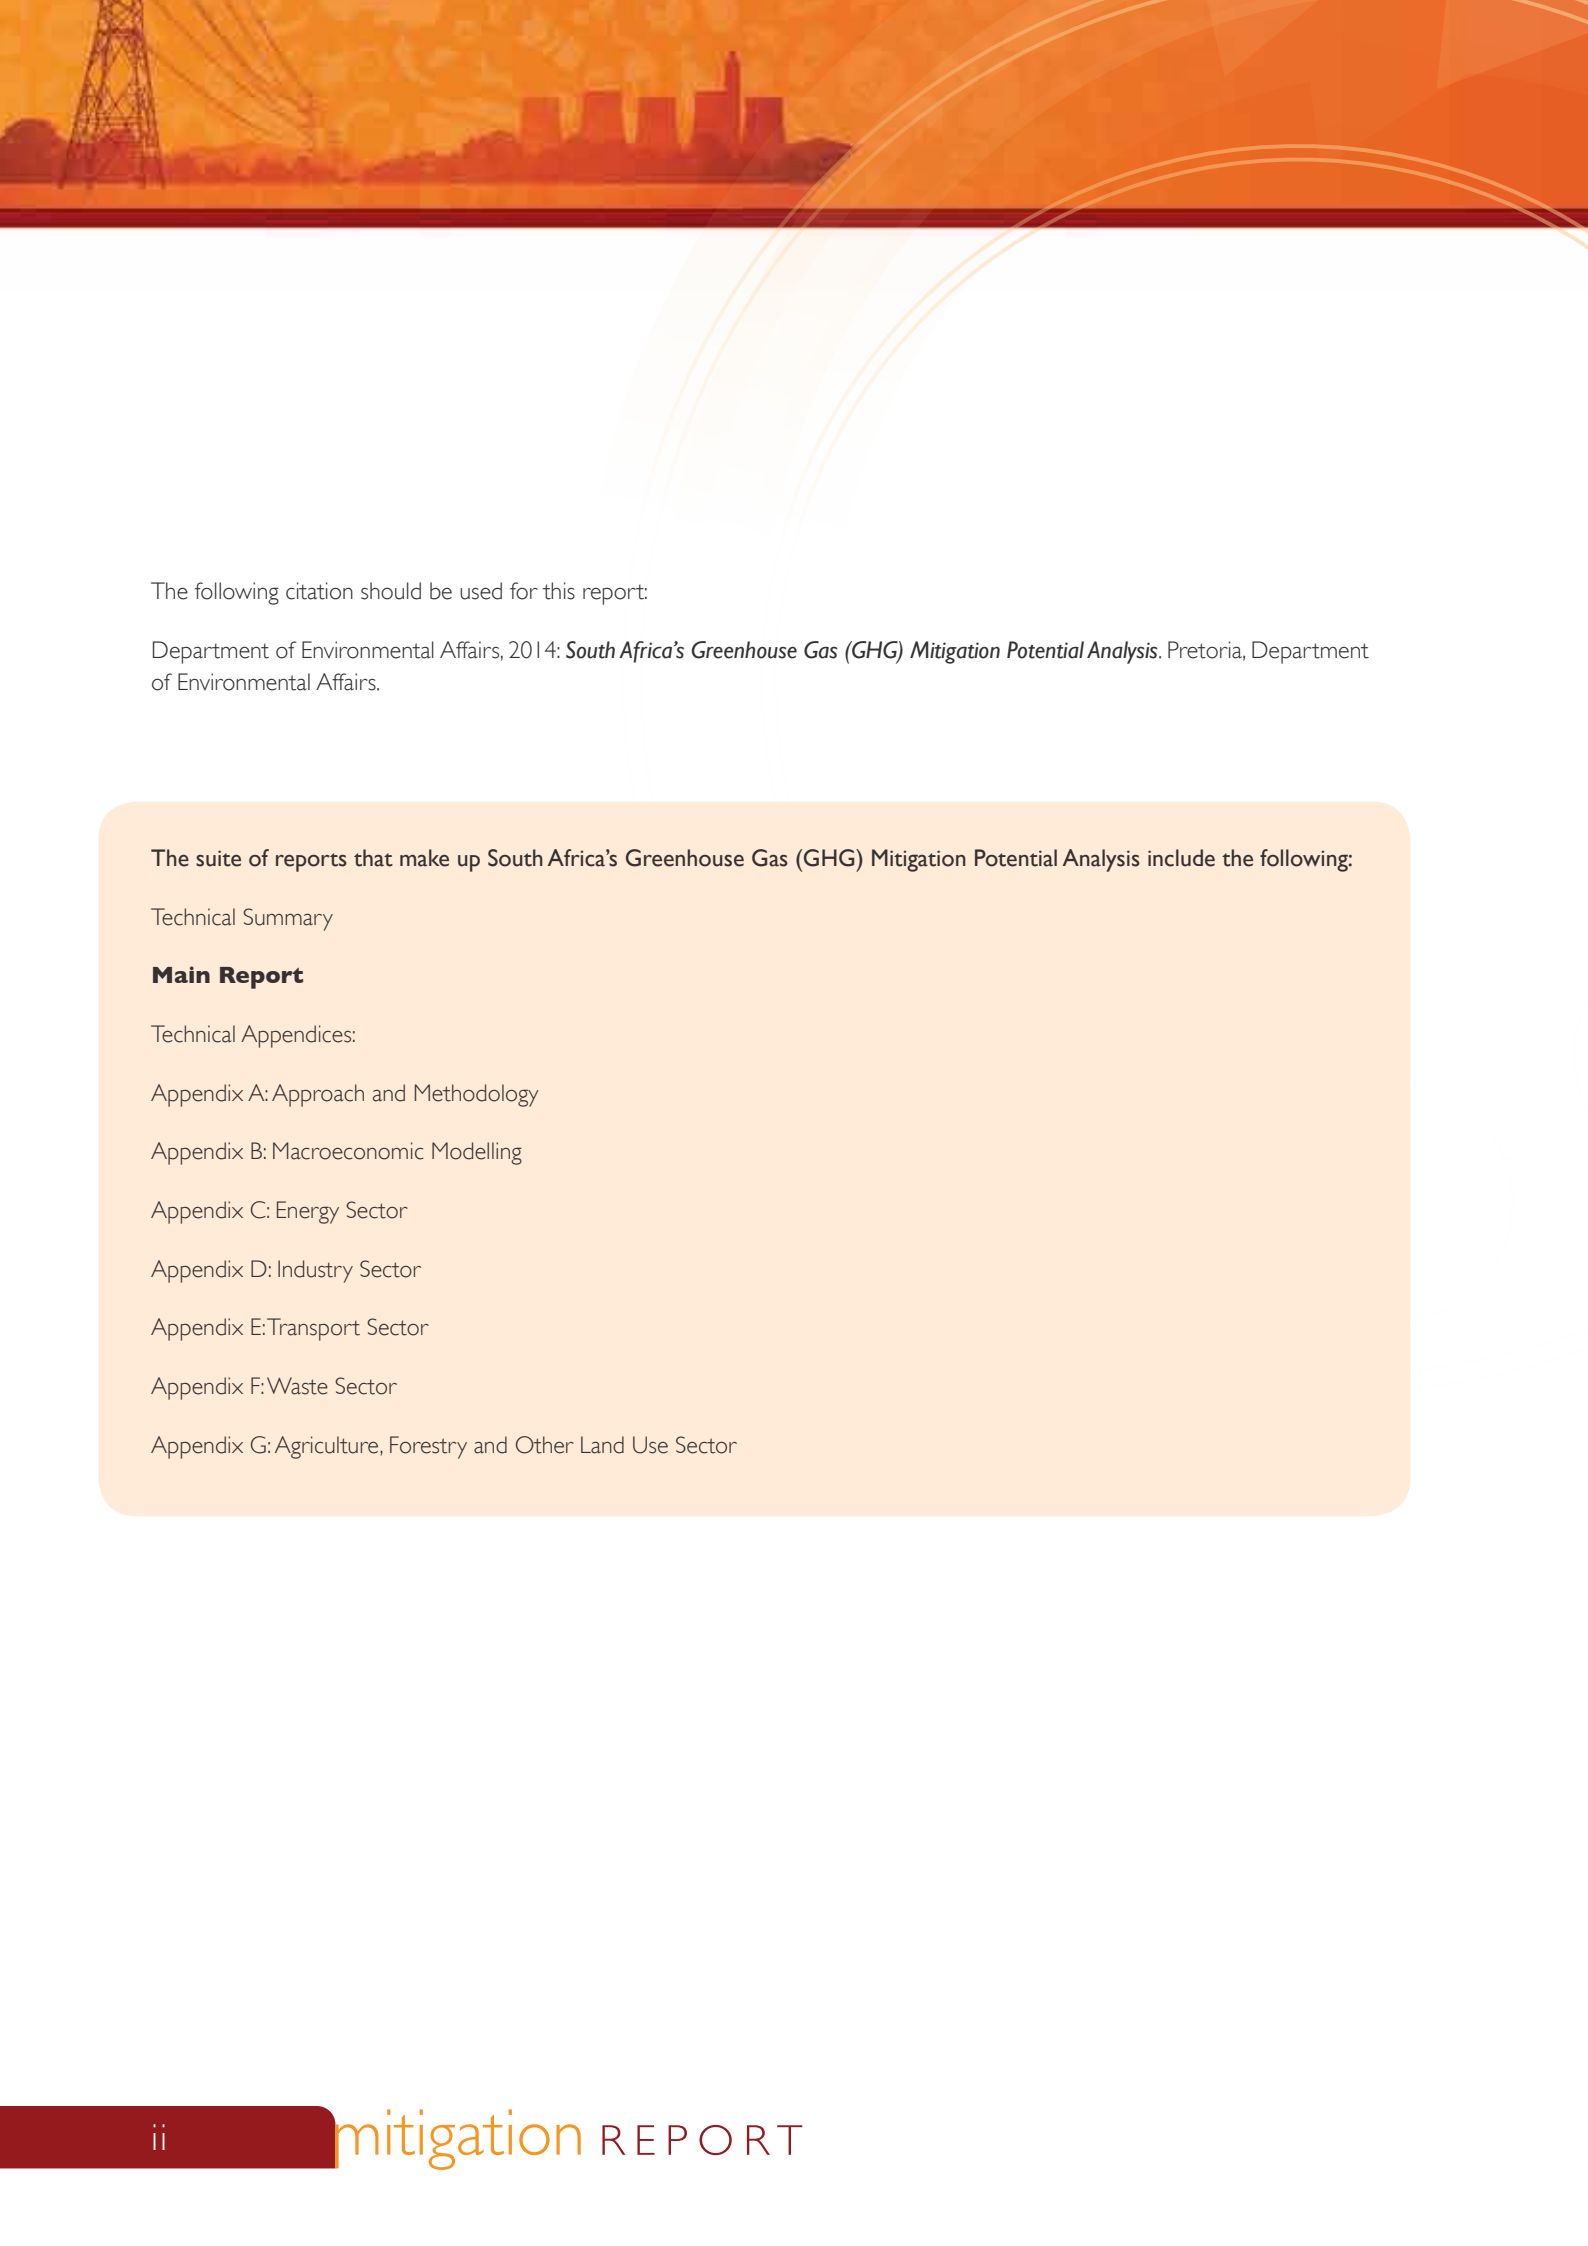 The following citation should be used for this report:
Department of Environmental Affairs, 2014: South Africa’s Greenhouse Gas (GHG) Mitigation Potential Analysis. Pretoria, Department
of Environmental Affairs.
The suite of reports that make up South Africa’s Greenhouse Gas (GHG) Mitigation Potential Analysis include the following:
Technical Summary
Main Report
Technical Appendices:
Appendix A: Approach and Methodology
Appendix B: Macroeconomic Modelling
Appendix C: Energy Sector
Appendix D: Industry Sector
Appendix E: Transport Sector
Appendix F: Waste Sector
Appendix G: Agriculture, Forestry and Other Land Use Sector
ii mitigation REPORT